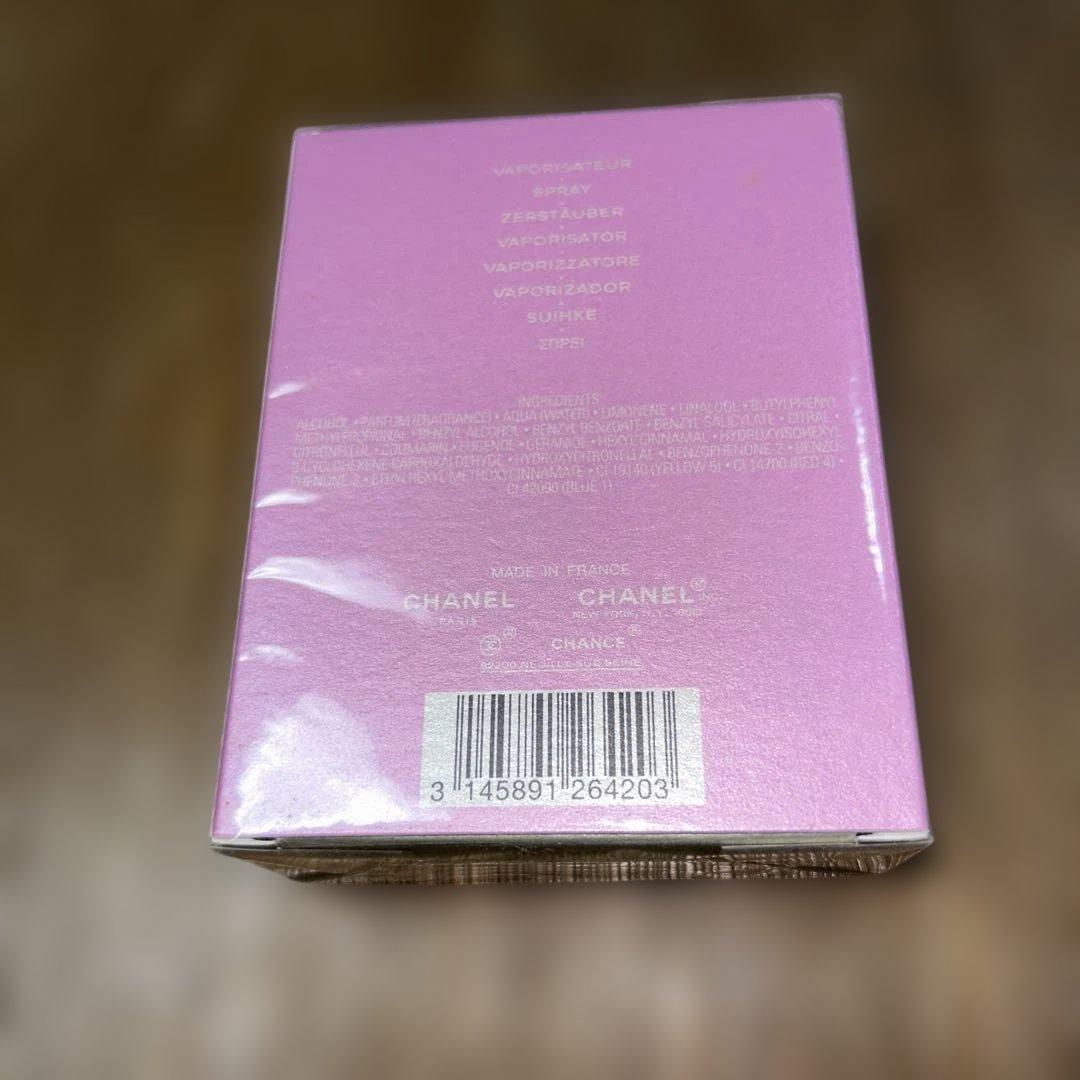 VAPORISATEUR
SPRAY
ZERSTÄUBER
VAPORISATOR
VAPORIZZATORE
VAPORIZADOR
SUIHKE
ΣΠΡΕΪ
INGREDIENTS:
ALCOHOL • PARFUM (FRAGRANCE) • AQUA (WATER) • LIMONENE • LINALOOL • BUTYLPHENYL
METHYLPROPIONAL • BENZYL ALCOHOL • BENZYL BENZOATE • BENZYL SALICYLATE • CITRAL •
CITRONELLOL • COUMARIN • EUGENOL • GERANIOL • HEXYL CINNAMAL • HYDROXYISOHEXYL
3-CYCLOHEXENE CARBOXALDEHYDE • HYDROXYCITRONELLAL • BENZOPHENONE-2 • BENZO-
PHENONE-3 • ETHYLHEXYL METHOXYCINNAMATE • CI 19140 (YELLOW 5) • CI 14700 (RED 4) •
CI 42090 (BLUE 1)
MADE IN FRANCE
CHANEL CHANEL® INC.
PARIS NEW YORK, N.Y.
® CHANCE®
92200 NEUILLY-SUR-SEINE
3 145891 264203